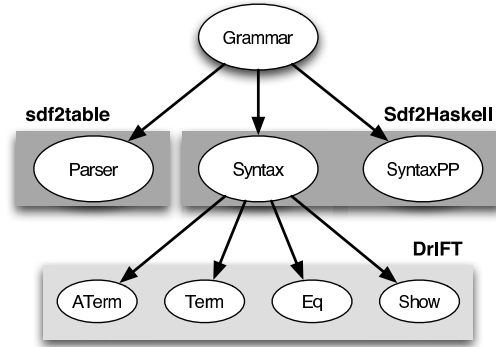 Grammar
sdf2table
Sdf2Haskell
Parser
Syntax
SyntaxPP
DrIFT
ATerm
Term
Eq
Show